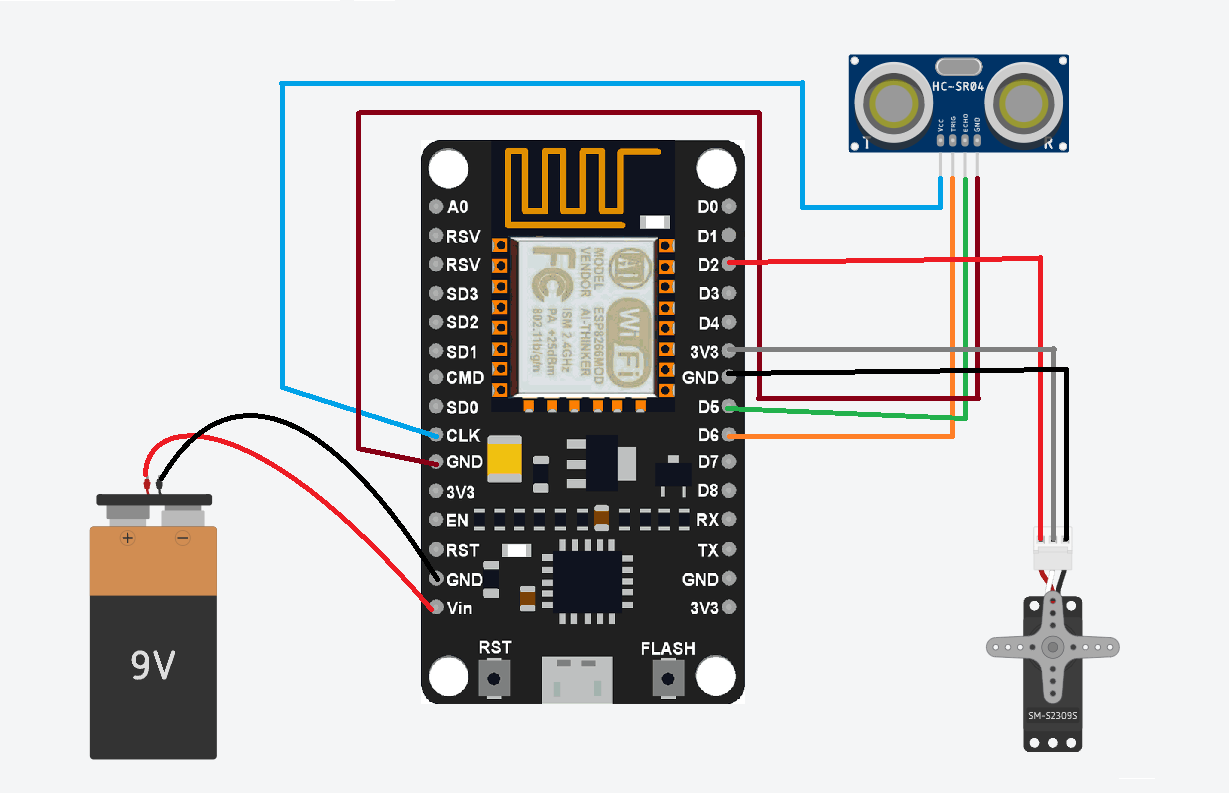 HC-SR04
VCC
TRIG
ECHO
GND
T
R
A0
RSV
RSV
SD3
SD2
SD1
CMD
SD0
CLK
GND
3V3
EN
RST
GND
Vin
D0
D1
D2
D3
D4
3V3
GND
D5
D6
D7
D8
RX
TX
GND
3V3
MODEL
VENDOR
ESP8266MOD
AI-THINKER
ISM 2.4GHz
PA +25dBm
802.11b/g/n
FC
AI
Wi Fi
RST
FLASH
+
−
9V
SM-S2309S